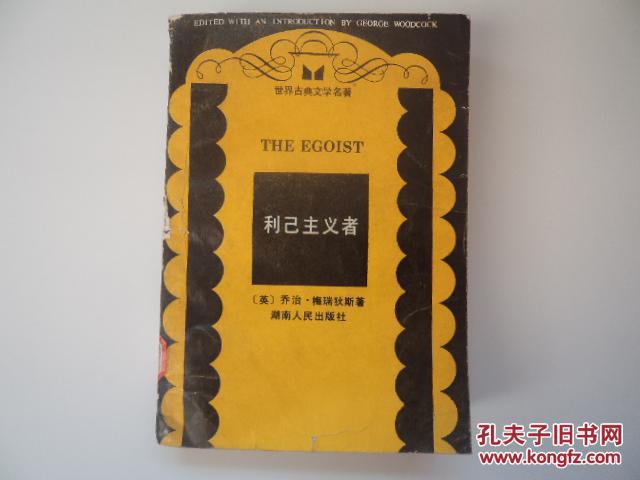 EDITED WITH AN INTRODUCTION BY GEORGE WOODCOCK
世界古典文学名著
THE EGOIST
利己主义者
〔英〕乔治·梅瑞狄斯著
湖南人民出版社
孔夫子旧书网
www.kongfz.com